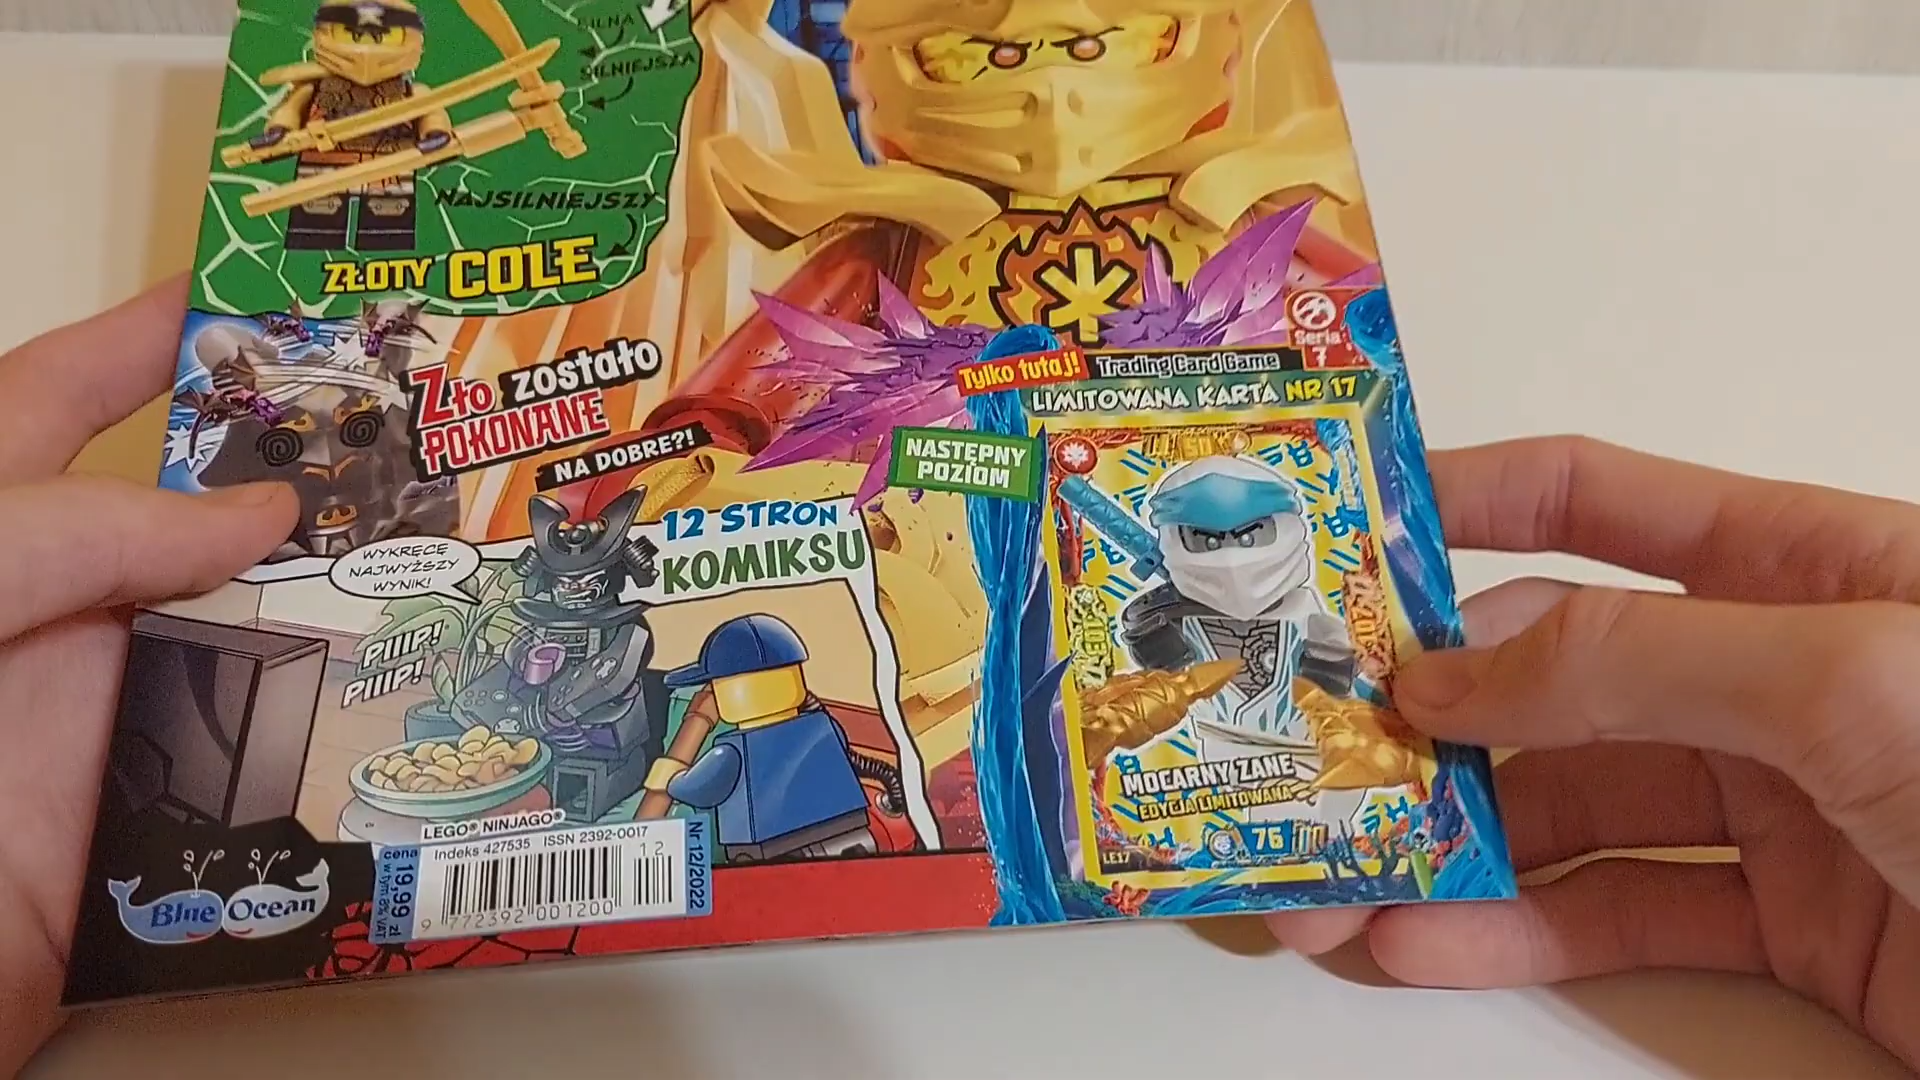 SILNA
SILNIEJSZA
NAJSILNIEJSZY
ZŁOTY COLE
Zło zostało
POKONANE
NA DOBRE?!
Seria
7
Tylko tutaj!
Trading Card Game
LIMITOWANA KARTA NR 17
NASTĘPNY
POZIOM
12 STRON
KOMIKSU
WYKRĘCĘ
NAJWYŻSZY
WYNIK!
PIIIP!
PIIIP!
MOCARNY ZANE
EDYCJA LIMITOWANA
76
LE17
LEGO® NINJAGO®
Indeks 427535 ISSN 2392-0017
12
cena
19,99 zł
w tym 8% VAT
Nr 12/2022
9 772392 001200
Blue Ocean